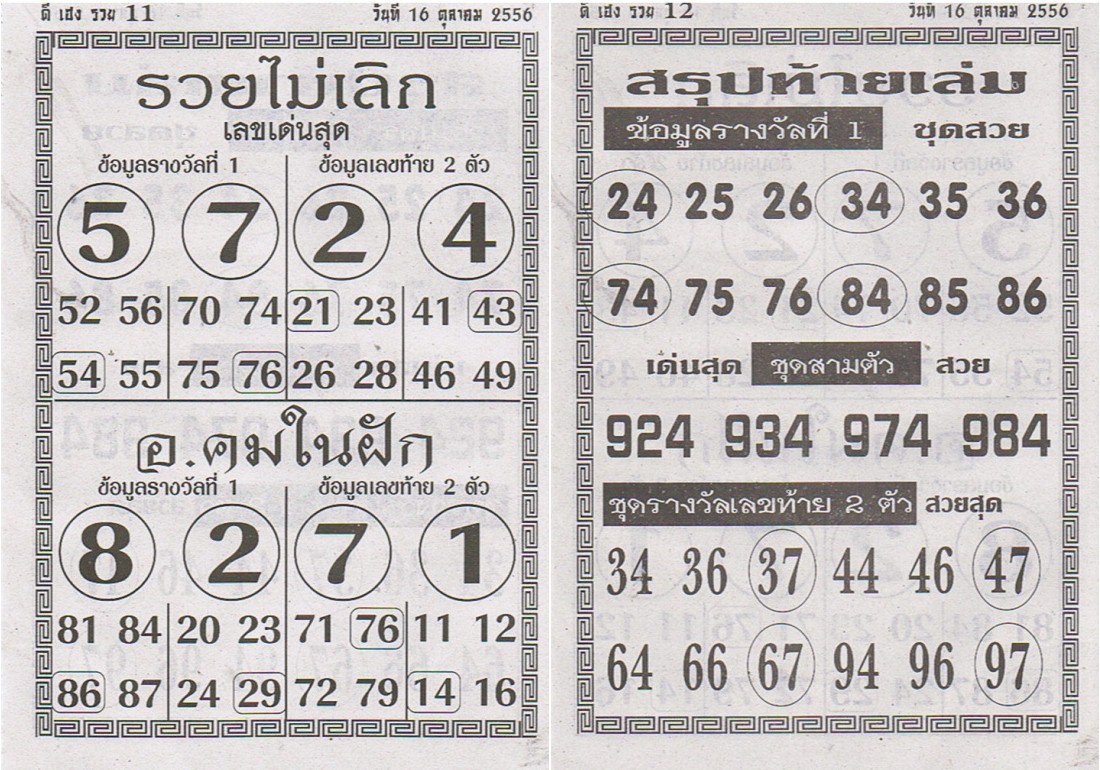 ดี เฮง รวย 11 วันที่ 16 ตุลาคม 2556
รวยไม่เลิก
เลขเด่นสุด
ข้อมูลรางวัลที่ 1 ข้อมูลเลขท้าย 2 ตัว
5 7 2 4
52 56 70 74 21 23 41 43
54 55 75 76 26 28 46 49
อ.คมในฝัก
ข้อมูลรางวัลที่ 1 ข้อมูลเลขท้าย 2 ตัว
8 2 7 1
81 84 20 23 71 76 11 12
86 87 24 29 72 79 14 16
ดี เฮง รวย 12 วันที่ 16 ตุลาคม 2556
สรุปท้ายเล่ม
ข้อมูลรางวัลที่ 1 ชุดสวย
24 25 26 34 35 36
74 75 76 84 85 86
เด่นสุด ชุดสามตัว สวย
924 934 974 984
ชุดรางวัลเลขท้าย 2 ตัว สวยสุด
34 36 37 44 46 47
64 66 67 94 96 97